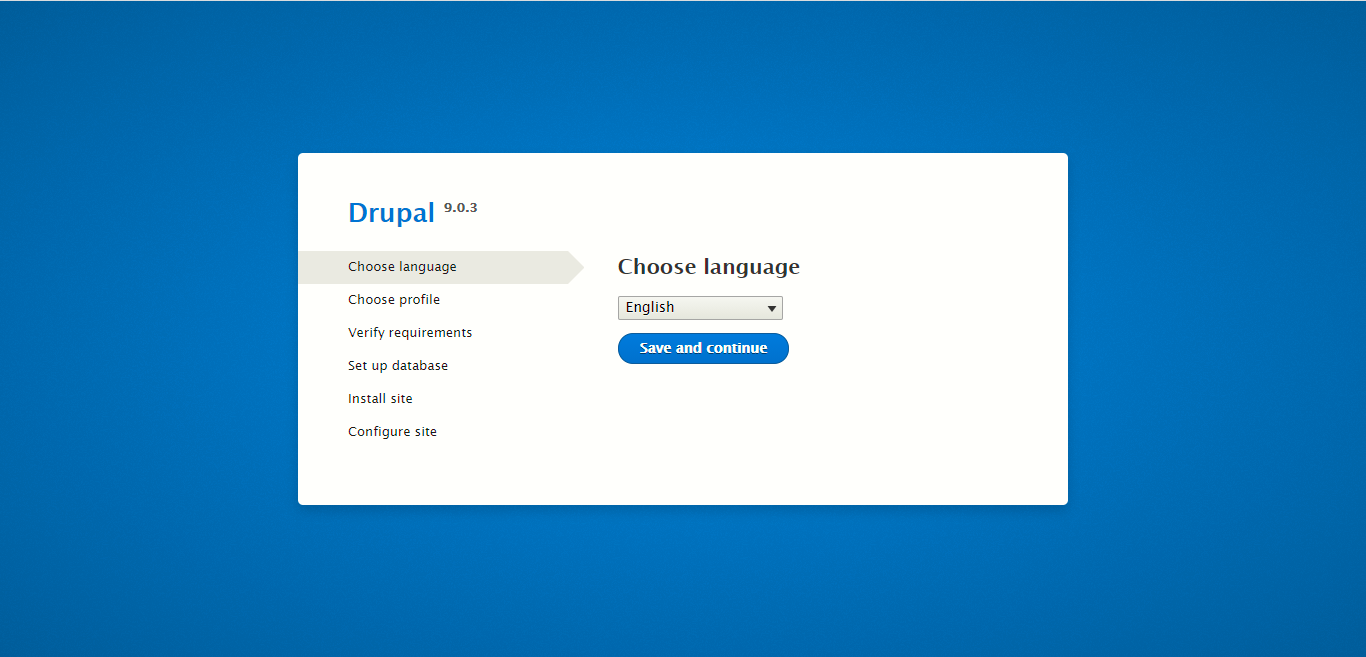 Drupal 9.0.3
Choose language
Choose profile
Verify requirements
Set up database
Install site
Configure site
Choose language
English
Save and continue